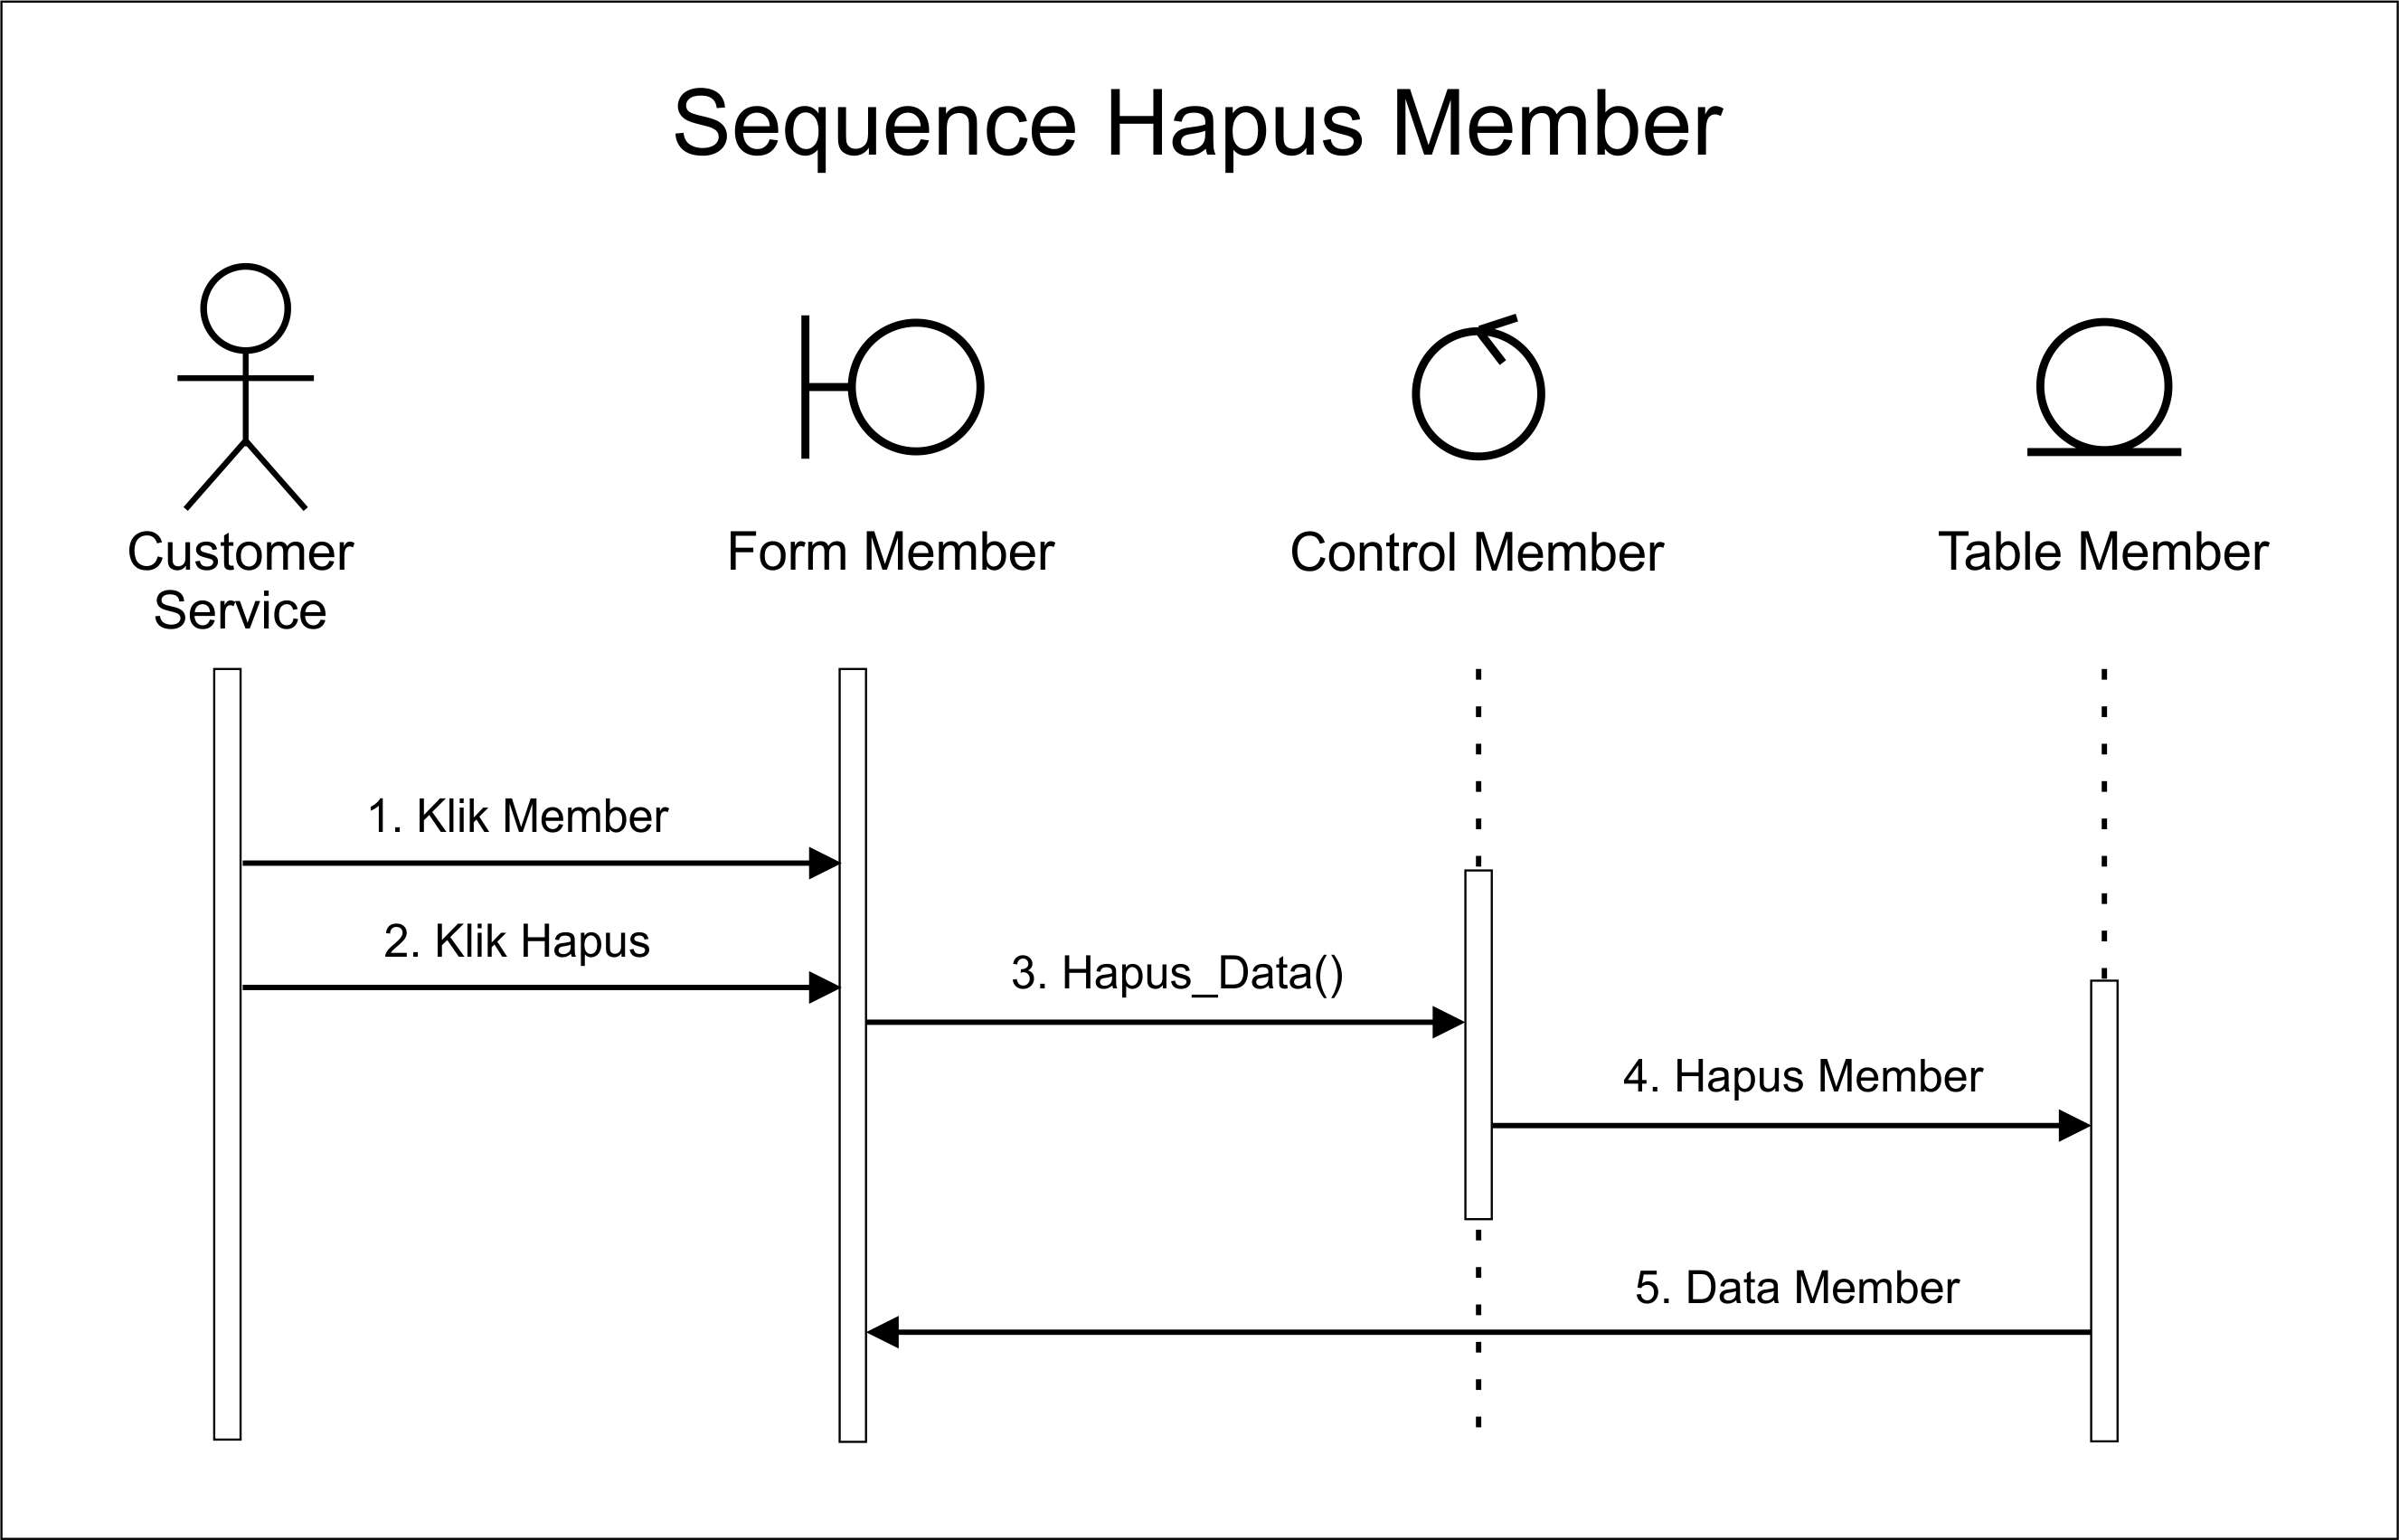 Sequence Hapus Member
Customer
Service
Form Member
Control Member
Table Member
1. Klik Member
2. Klik Hapus
3. Hapus_Data()
4. Hapus Member
5. Data Member